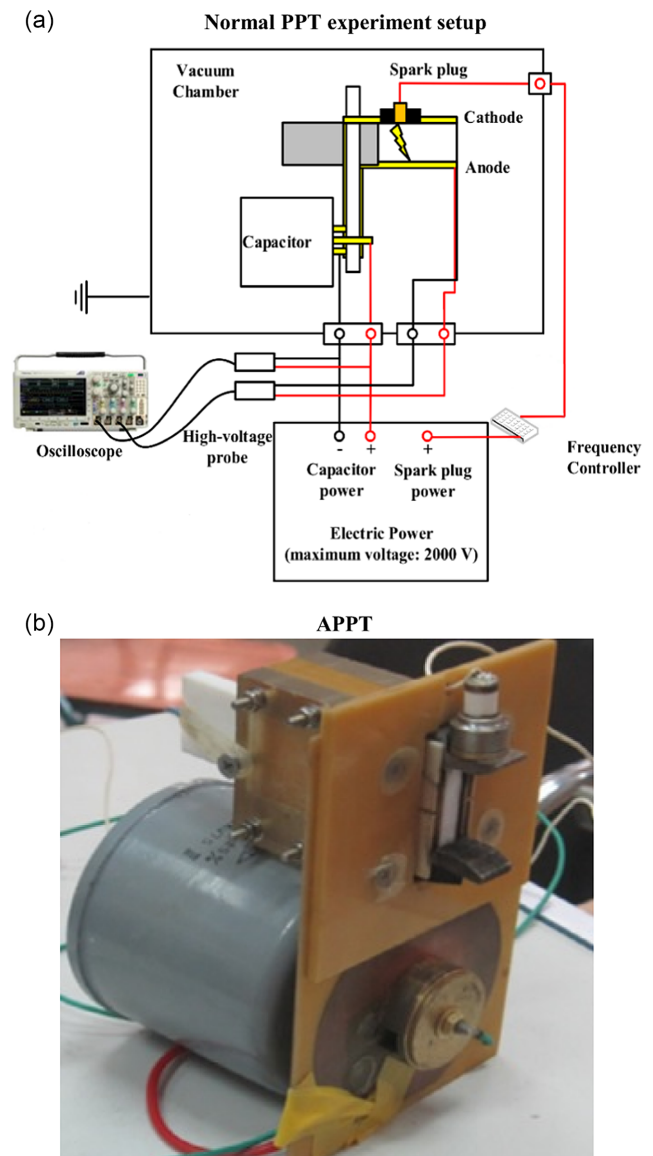 (a)
Normal PPT experiment setup
Vacuum
Chamber
Spark plug
Cathode
Anode
Capacitor
Oscilloscope
High-voltage
probe
- + +
Capacitor
power
Spark plug
power
Frequency
Controller
Electric Power
(maximum voltage: 2000 V)
(b)
APPT